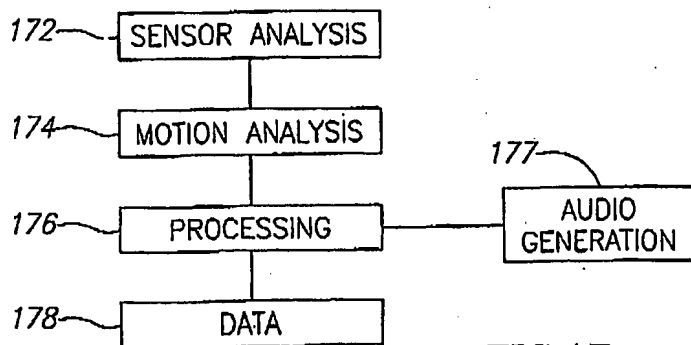 172 SENSOR ANALYSIS
174 MOTION ANALYSIS
177
176 PROCESSING
AUDIO
GENERATION
178 DATA